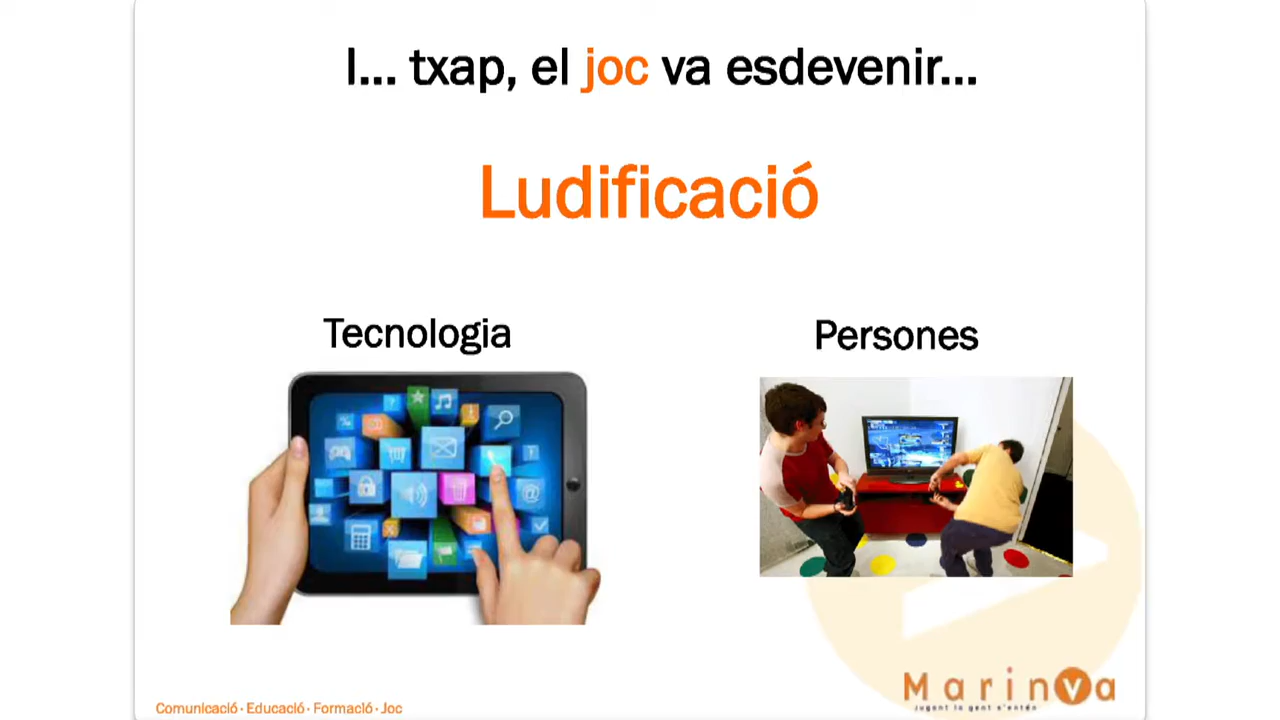 I... txap, el joc va esdevenir...
Ludificació
Tecnologia
Persones
Marinva
Jugant la gent s'entén
Comunicació · Educació · Formació · Joc